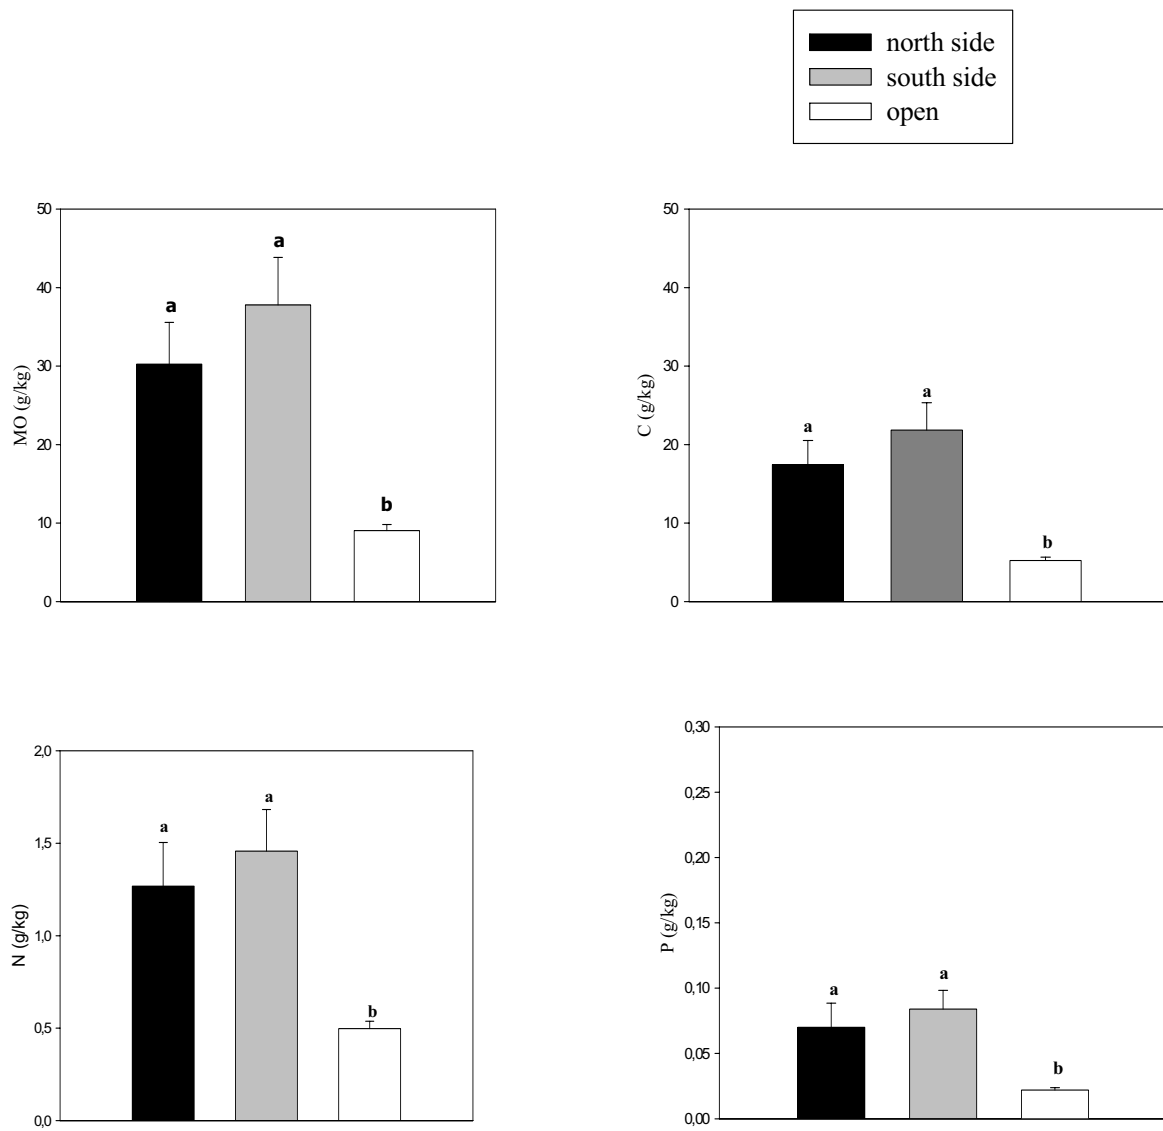 north side
south side
open
50
40
30
20
10
0
MO (g/kg)
a
a
b
50
40
30
20
10
0
C (g/kg)
a
a
b
2,0
1,5
1,0
0,5
0,0
N (g/kg)
a
a
b
0,30
0,25
0,20
0,15
0,10
0,05
0,00
P (g/kg)
a
a
b